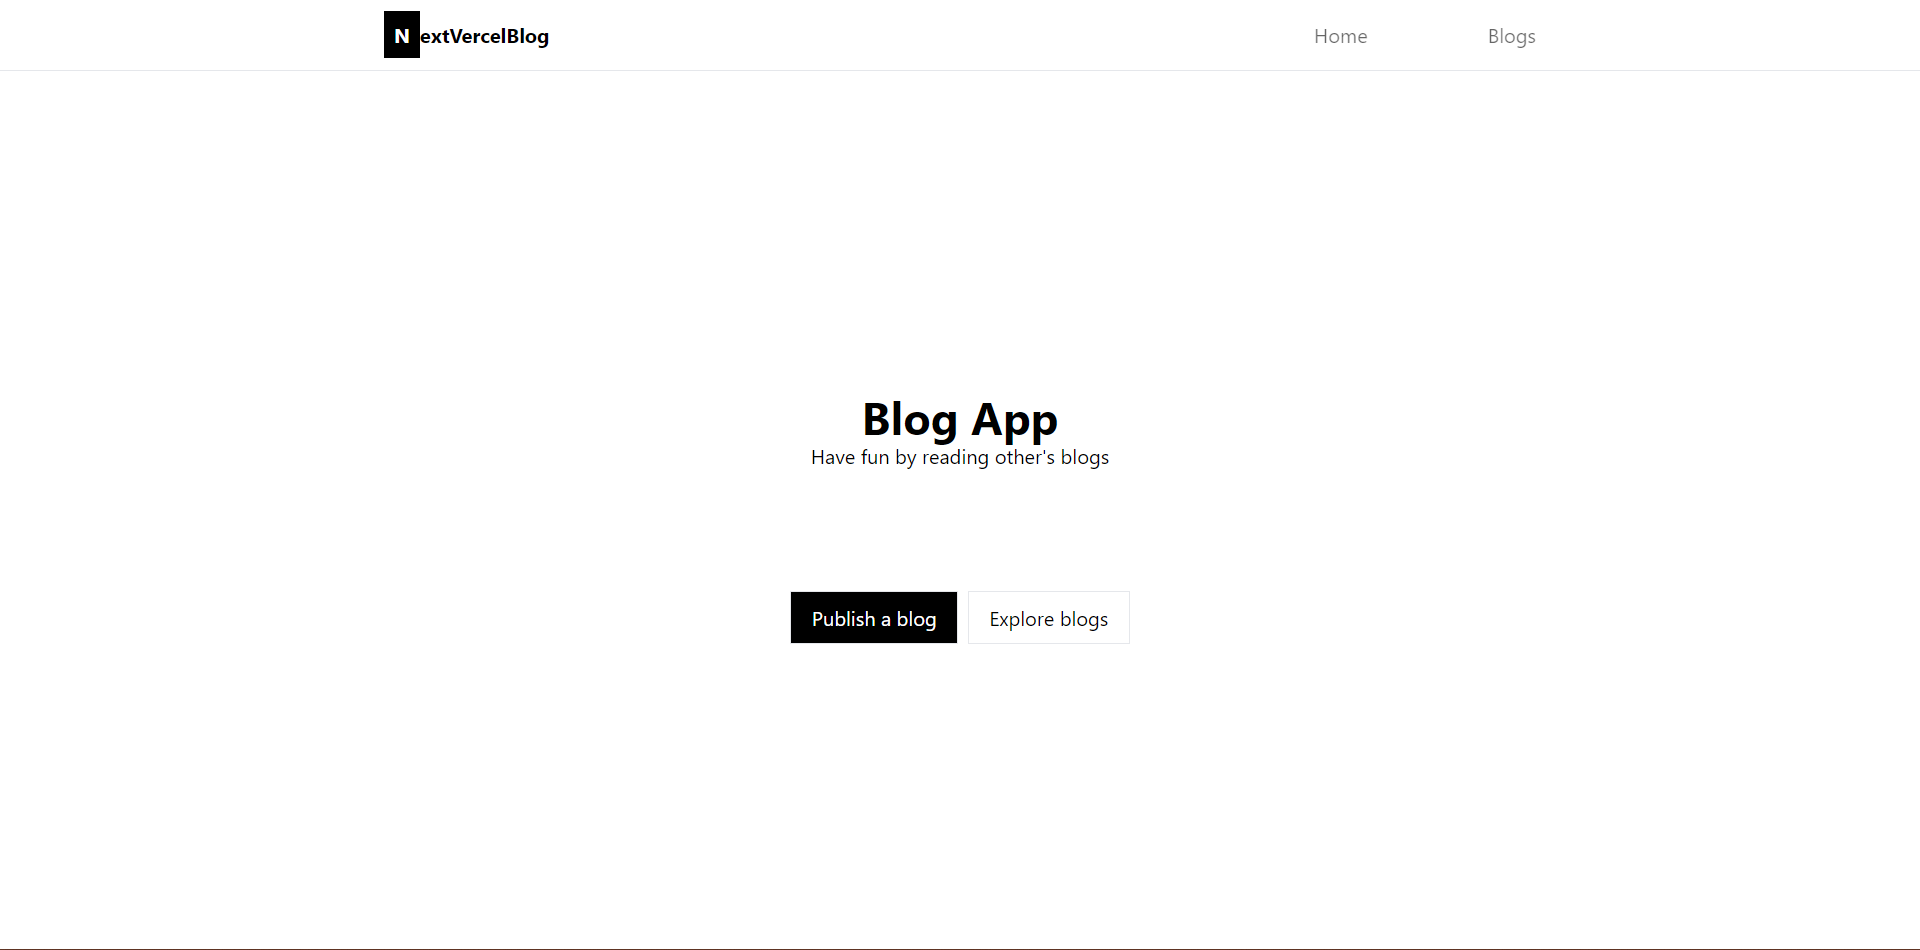 NextVercelBlog
Home
Blogs
Blog App
Have fun by reading other's blogs
Publish a blog
Explore blogs